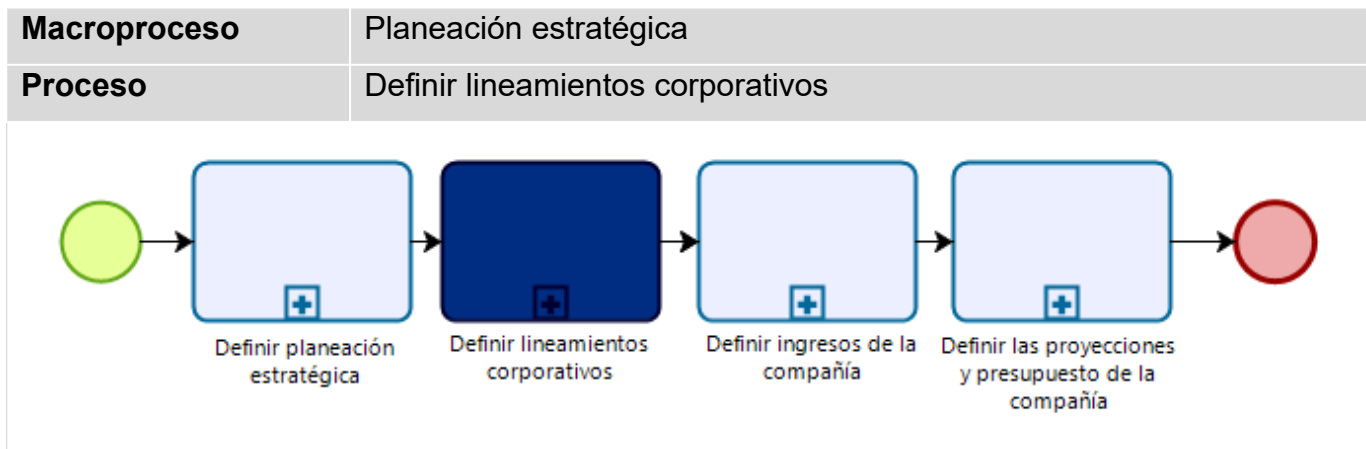 Macroproceso Planeación estratégica
Proceso Definir lineamientos corporativos
Definir planeación
estratégica
Definir lineamientos
corporativos
Definir ingresos de la
compañía
Definir las proyecciones
y presupuesto de la
compañía